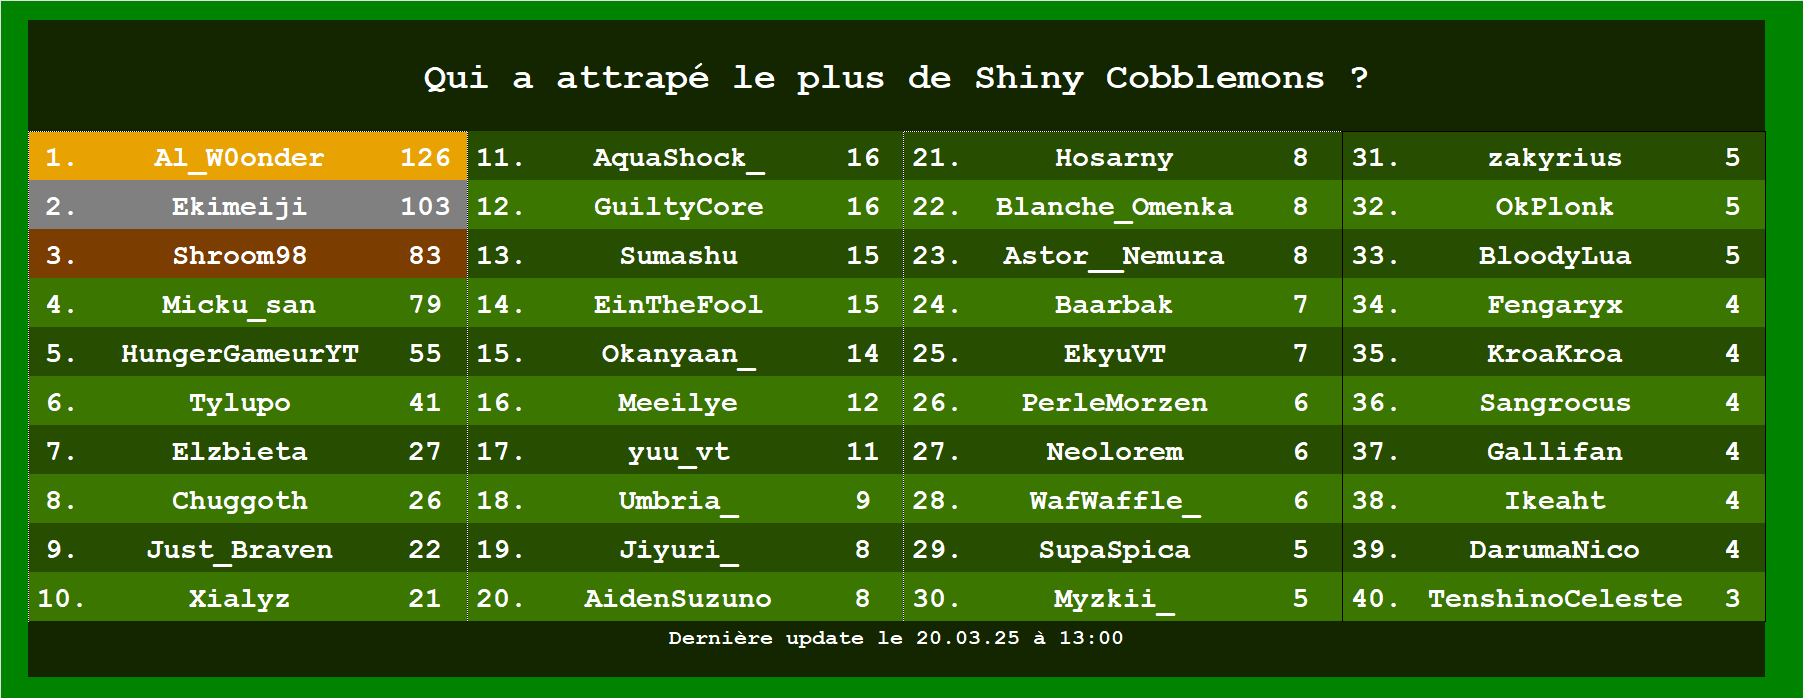 Qui a attrapé le plus de Shiny Cobblemons ?
1. Al_W0onder 126 11. AquaShock_ 16 21. Hosarny 8 31. zakyrius 5
2. Ekimeiji 103 12. GuiltyCore 16 22. Blanche_Omenka 8 32. OkPlonk 5
3. Shroom98 83 13. Sumashu 15 23. Astor__Nemura 8 33. BloodyLua 5
4. Micku_san 79 14. EinTheFool 15 24. Baarbak 7 34. Fengaryx 4
5. HungerGameurYT 55 15. Okanyaan_ 14 25. EkyuVT 7 35. KroaKroa 4
6. Tylupo 41 16. Meeilye 12 26. PerleMorzen 6 36. Sangrocus 4
7. Elzbieta 27 17. yuu_vt 11 27. Neolorem 6 37. Gallifan 4
8. Chuggoth 26 18. Umbria_ 9 28. WafWaffle_ 6 38. Ikeaht 4
9. Just_Braven 22 19. Jiyuri_ 8 29. SupaSpica 5 39. DarumaNico 4
10. Xialyz 21 20. AidenSuzuno 8 30. Myzkii_ 5 40. TenshinoCeleste 3
Dernière update le 20.03.25 à 13:00